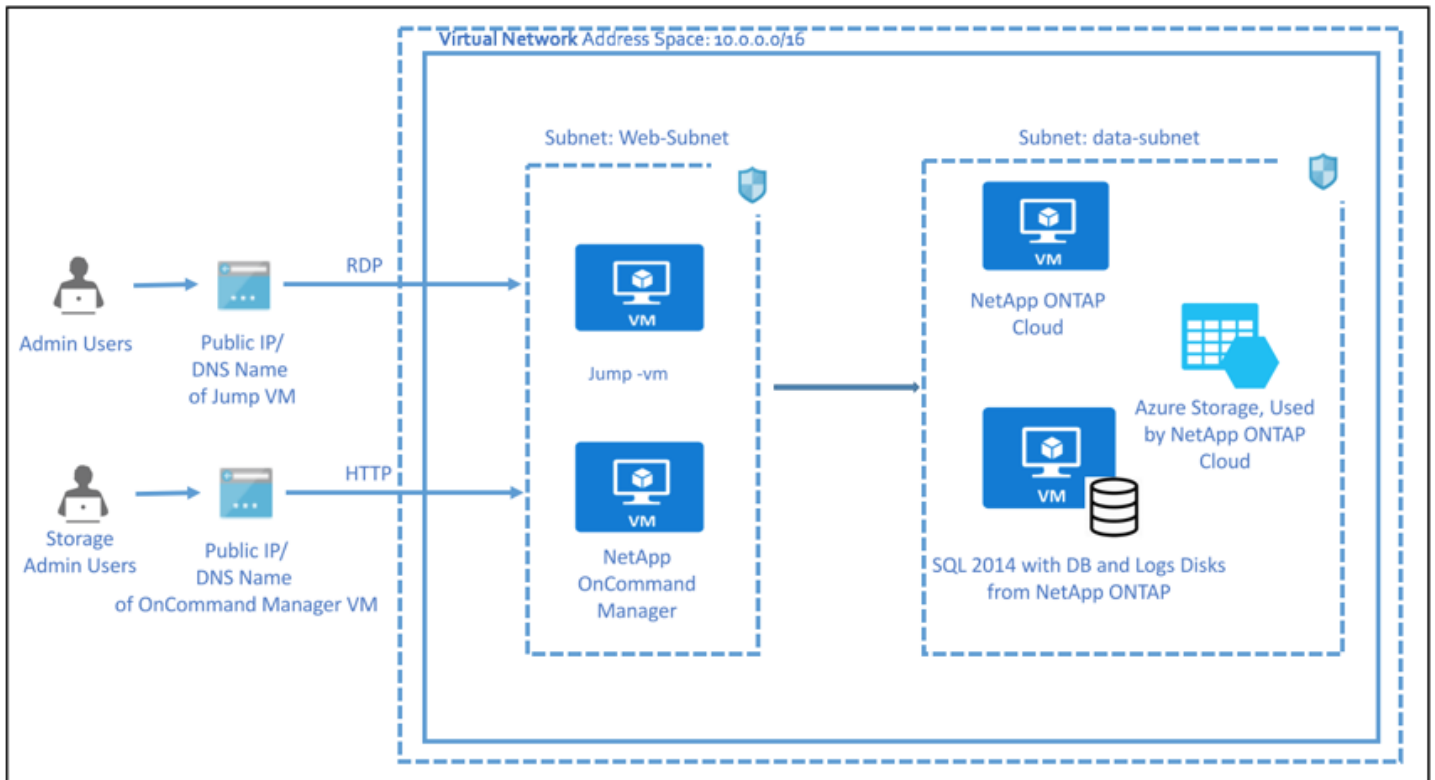 Virtual Network Address Space: 10.0.0.0/16
Subnet: Web-Subnet
Subnet: data-subnet
VM
NetApp ONTAP
Cloud
RDP
Admin Users
Public IP/
DNS Name
of Jump VM
VM
Jump -vm
Azure Storage, Used
by NetApp ONTAP
Cloud
HTTP
Storage
Admin Users
Public IP/
DNS Name
of OnCommand Manager VM
VM
NetApp
OnCommand
Manager
VM
SQL 2014 with DB and Logs Disks
from NetApp ONTAP